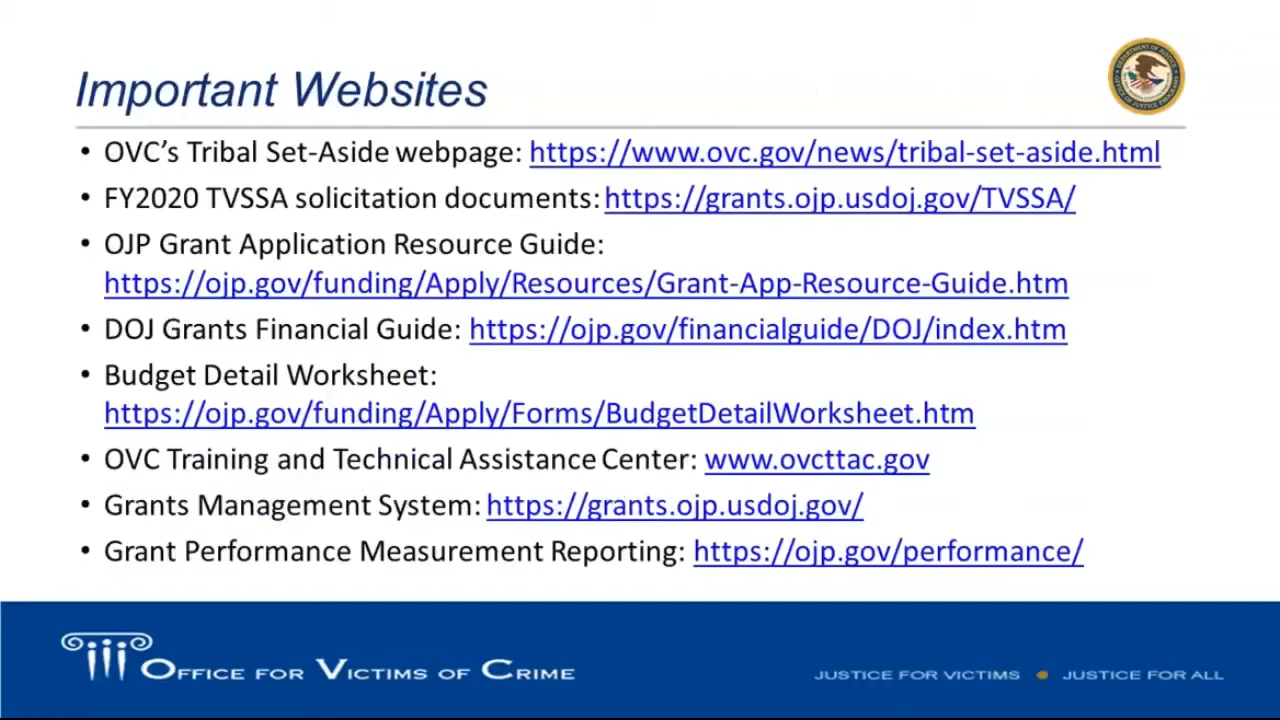 Important Websites
• OVC’s Tribal Set-Aside webpage: https://www.ovc.gov/news/tribal-set-aside.html
• FY2020 TVSSA solicitation documents: https://grants.ojp.usdoj.gov/TVSSA/
• OJP Grant Application Resource Guide:
https://ojp.gov/funding/Apply/Resources/Grant-App-Resource-Guide.htm
• DOJ Grants Financial Guide: https://ojp.gov/financialguide/DOJ/index.htm
• Budget Detail Worksheet:
https://ojp.gov/funding/Apply/Forms/BudgetDetailWorksheet.htm
• OVC Training and Technical Assistance Center: www.ovcttac.gov
• Grants Management System: https://grants.ojp.usdoj.gov/
• Grant Performance Measurement Reporting: https://ojp.gov/performance/
OFFICE FOR VICTIMS OF CRIME
JUSTICE FOR VICTIMS • JUSTICE FOR ALL